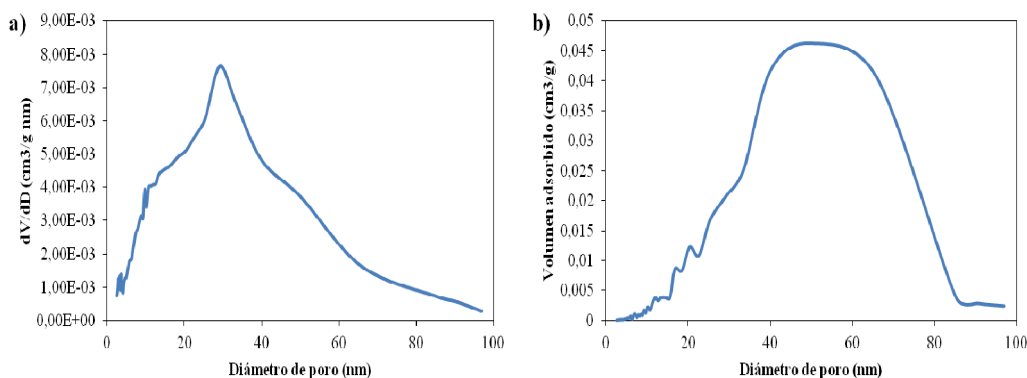 a)
dV/dD (cm3/g nm)
9,00E-03
8,00E-03
7,00E-03
6,00E-03
5,00E-03
4,00E-03
3,00E-03
2,00E-03
1,00E-03
0,00E+00
0 20 40 60 80 100
Diámetro de poro (nm)
b)
Volumen adsorbido (cm3/g)
0,05
0,045
0,04
0,035
0,03
0,025
0,02
0,015
0,01
0,005
0
0 20 40 60 80 100
Diámetro de poro (nm)